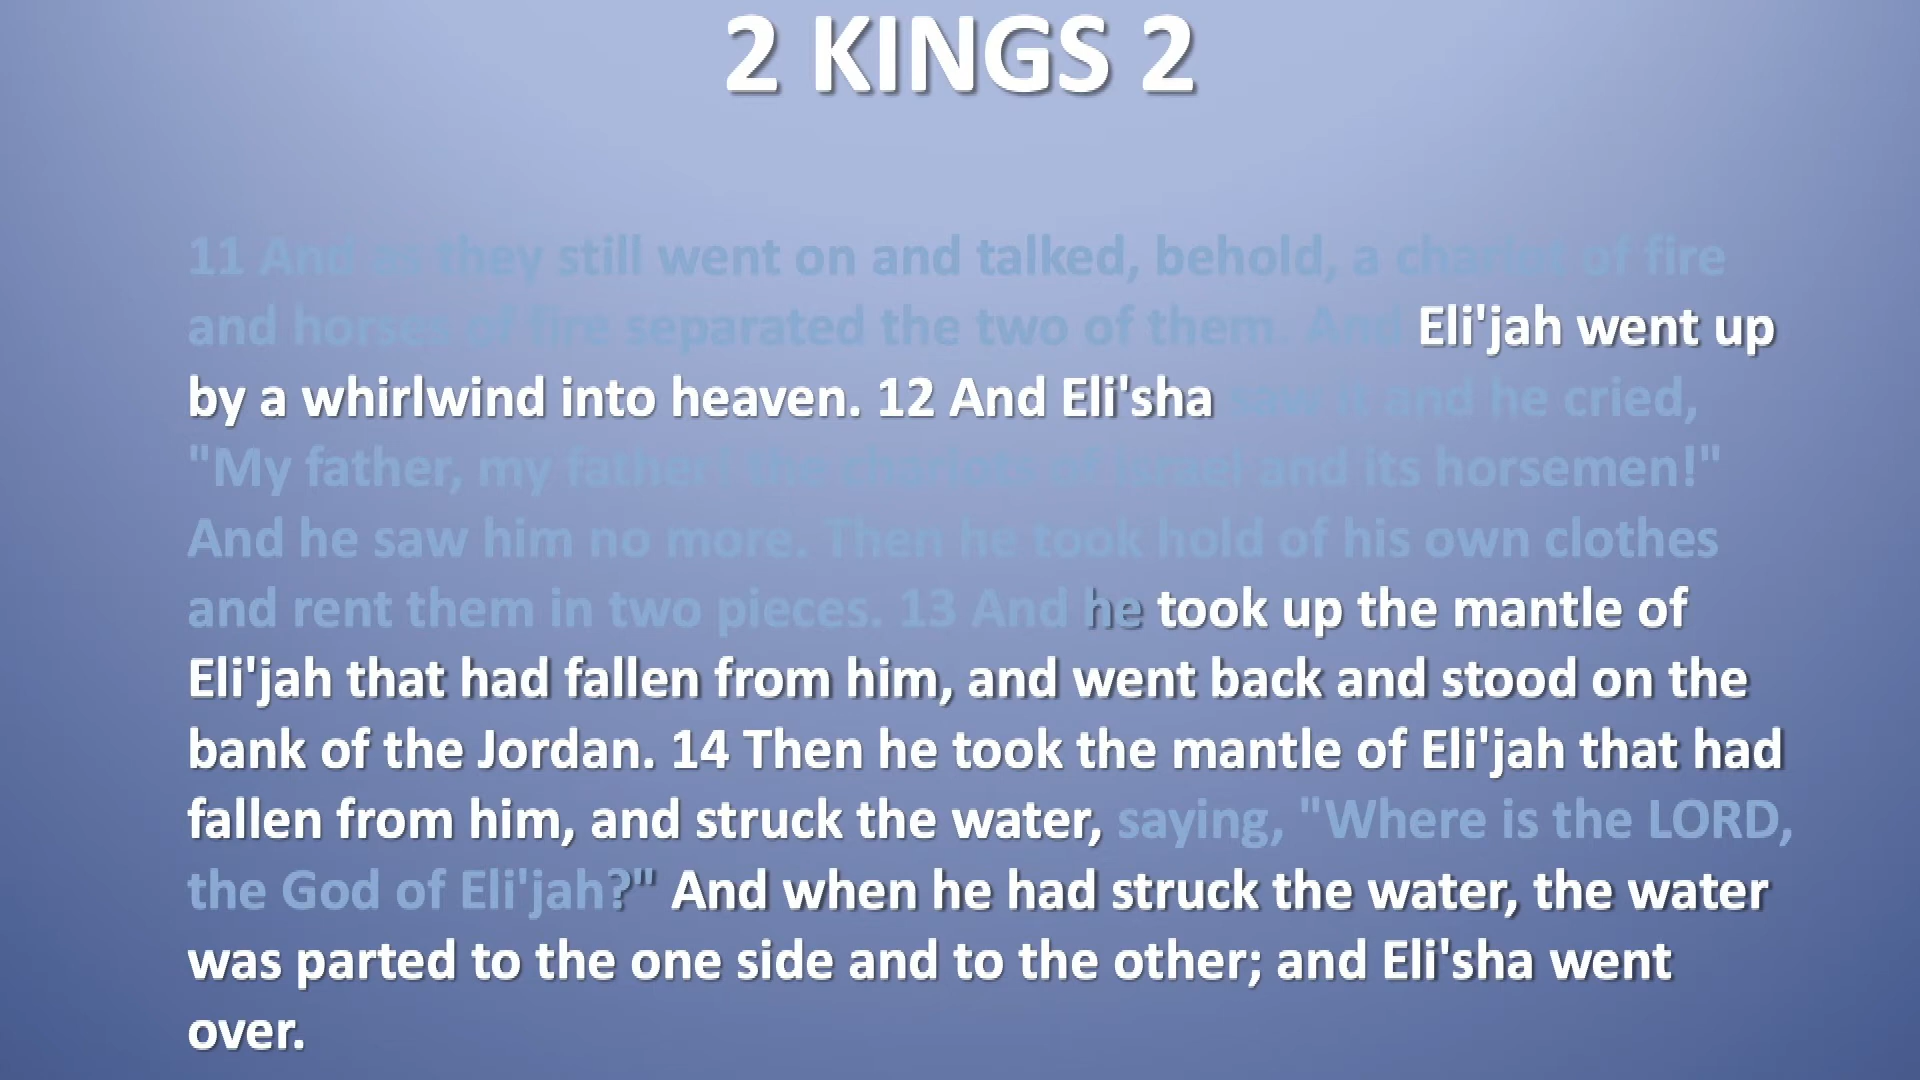 2 KINGS 2
11 And as they still went on and talked, behold, a chariot of fire
and horses of fire separated the two of them. And Eli'jah went up
by a whirlwind into heaven. 12 And Eli'sha saw it and he cried,
"My father, my father! the chariots of Israel and its horsemen!"
And he saw him no more. Then he took hold of his own clothes
and rent them in two pieces. 13 And he took up the mantle of
Eli'jah that had fallen from him, and went back and stood on the
bank of the Jordan. 14 Then he took the mantle of Eli'jah that had
fallen from him, and struck the water, saying, "Where is the LORD,
the God of Eli'jah?" And when he had struck the water, the water
was parted to the one side and to the other; and Eli'sha went
over.